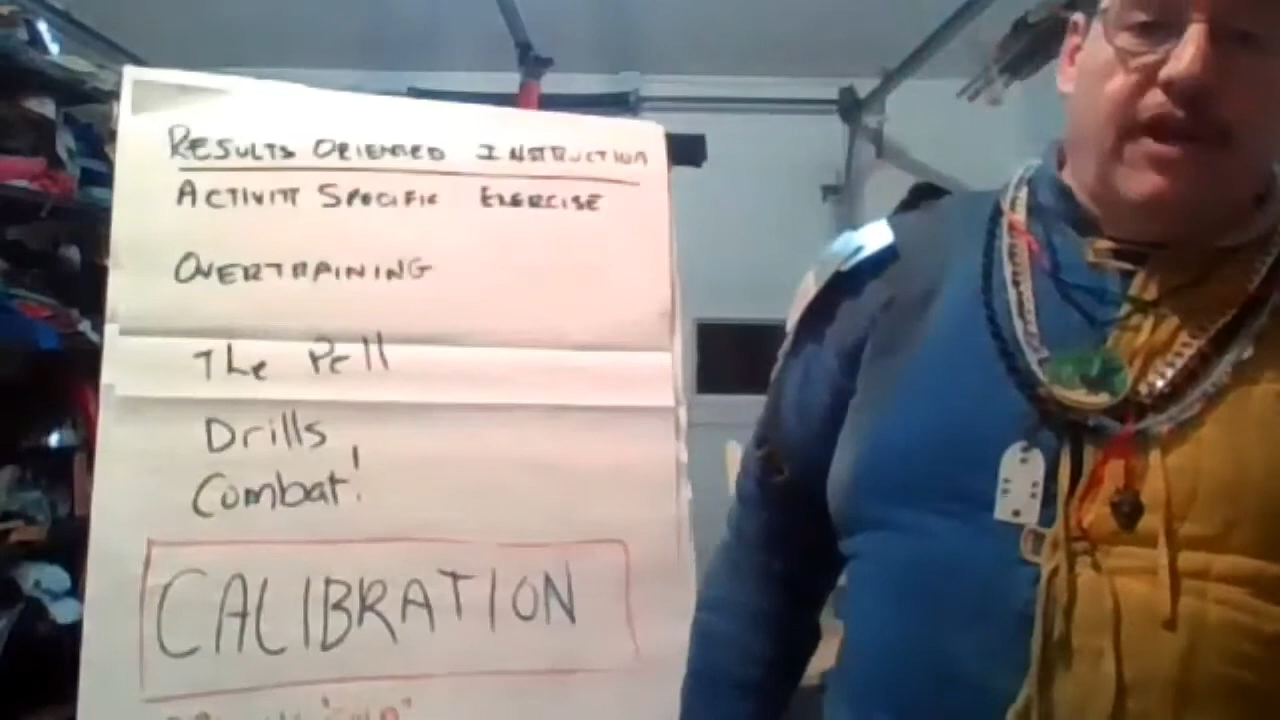 RESULTS ORIENTED INSTRUCTION
ACTIVITY SPECIFIC EXERCISE
OVERTRAINING
The Pell
Drills
Combat!
CALIBRATION